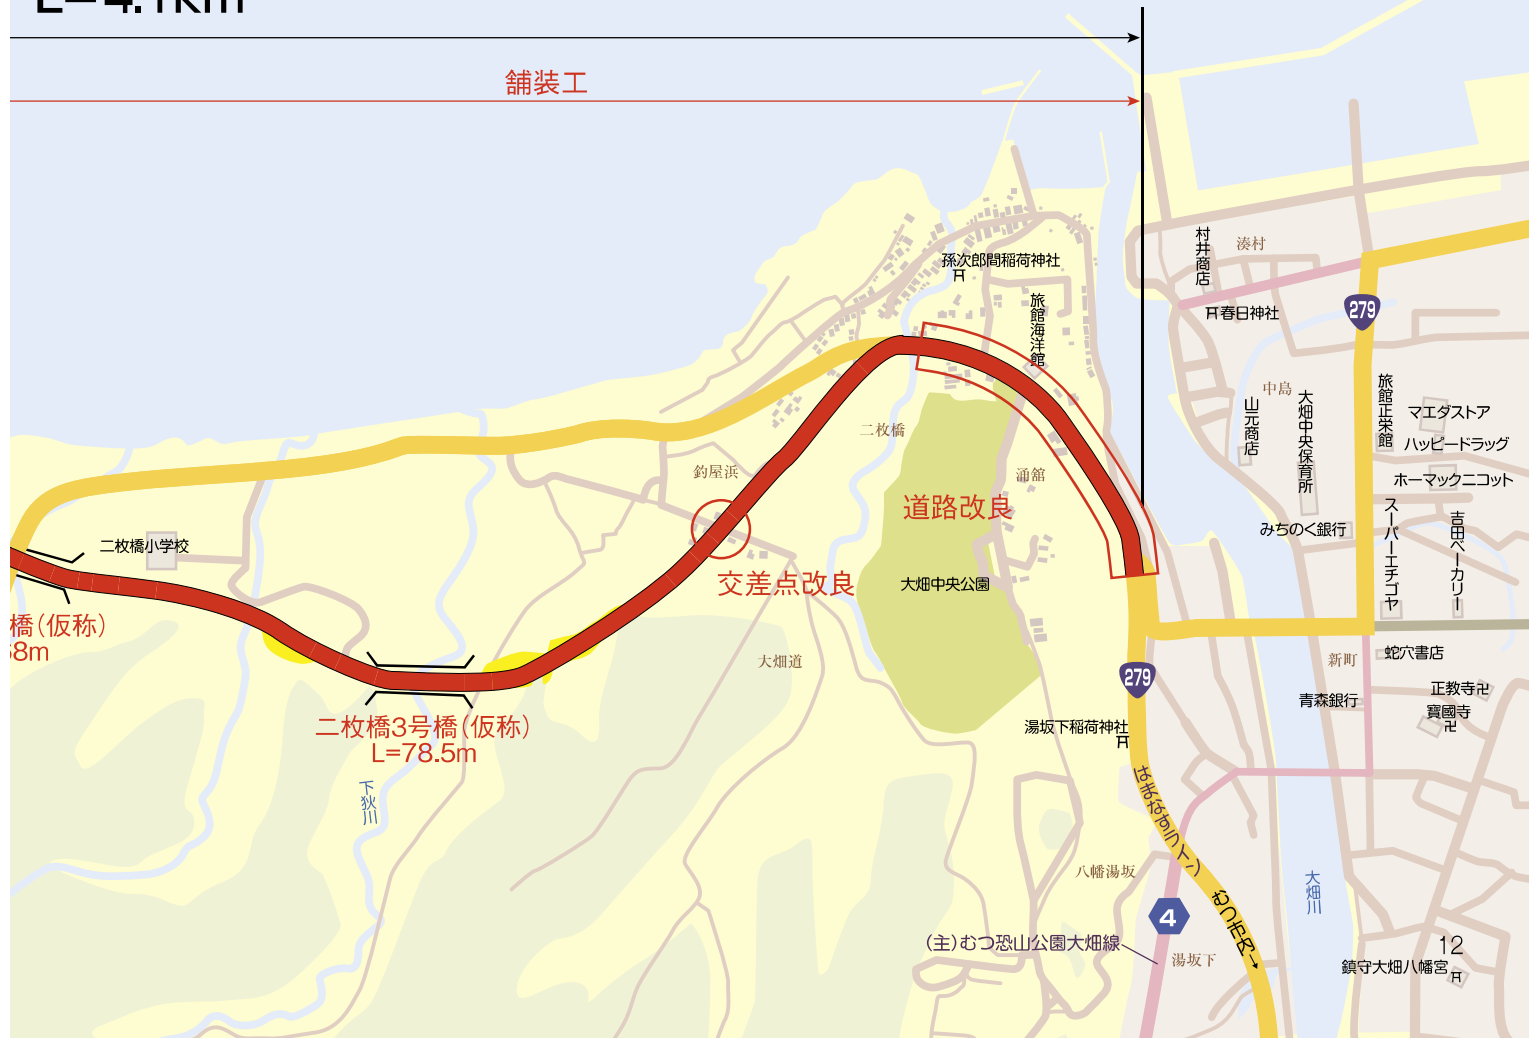 L=4.1km
舗装工
村井商店
湊村
孫次郎間稲荷神社
旅館海洋館
春日神社
279
中島
旅館正栄館
山元商店
大畑中央保育所
マエダストア
ハッピードラッグ
ホーマックニコット
二枚橋
釣屋浜
涌舘
道路改良
みちのく銀行
スーパーエチゴヤ
吉田ベーカリー
二枚橋小学校
交差点改良
大畑中央公園
橋(仮称)
8m
大畑道
新町
蛇穴書店
279
青森銀行
正教寺
寶國寺
二枚橋3号橋(仮称)
L=78.5m
湯坂下稲荷神社
下狄川
はまなすライン
八幡湯坂
大畑川
4
むつ市内→
(主)むつ恐山公園大畑線
湯坂下
12
鎮守大畑八幡宮